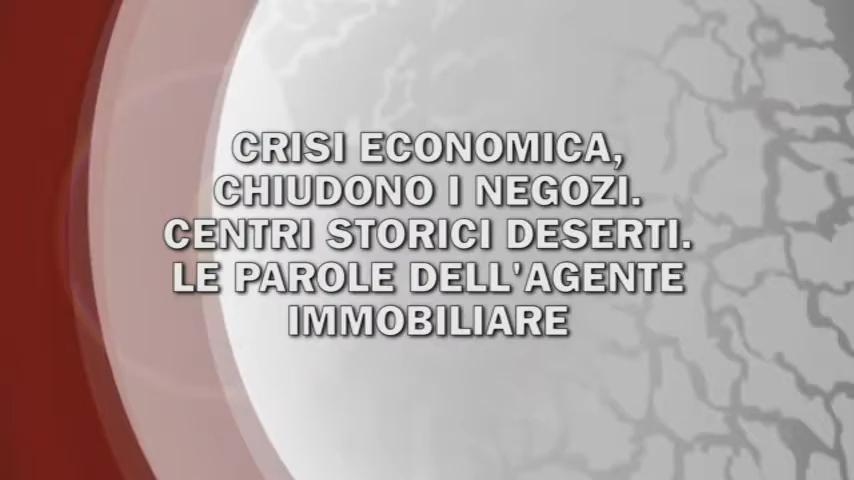 CRISI ECONOMICA,
CHIUDONO I NEGOZI.
CENTRI STORICI DESERTI.
LE PAROLE DELL'AGENTE
IMMOBILIARE